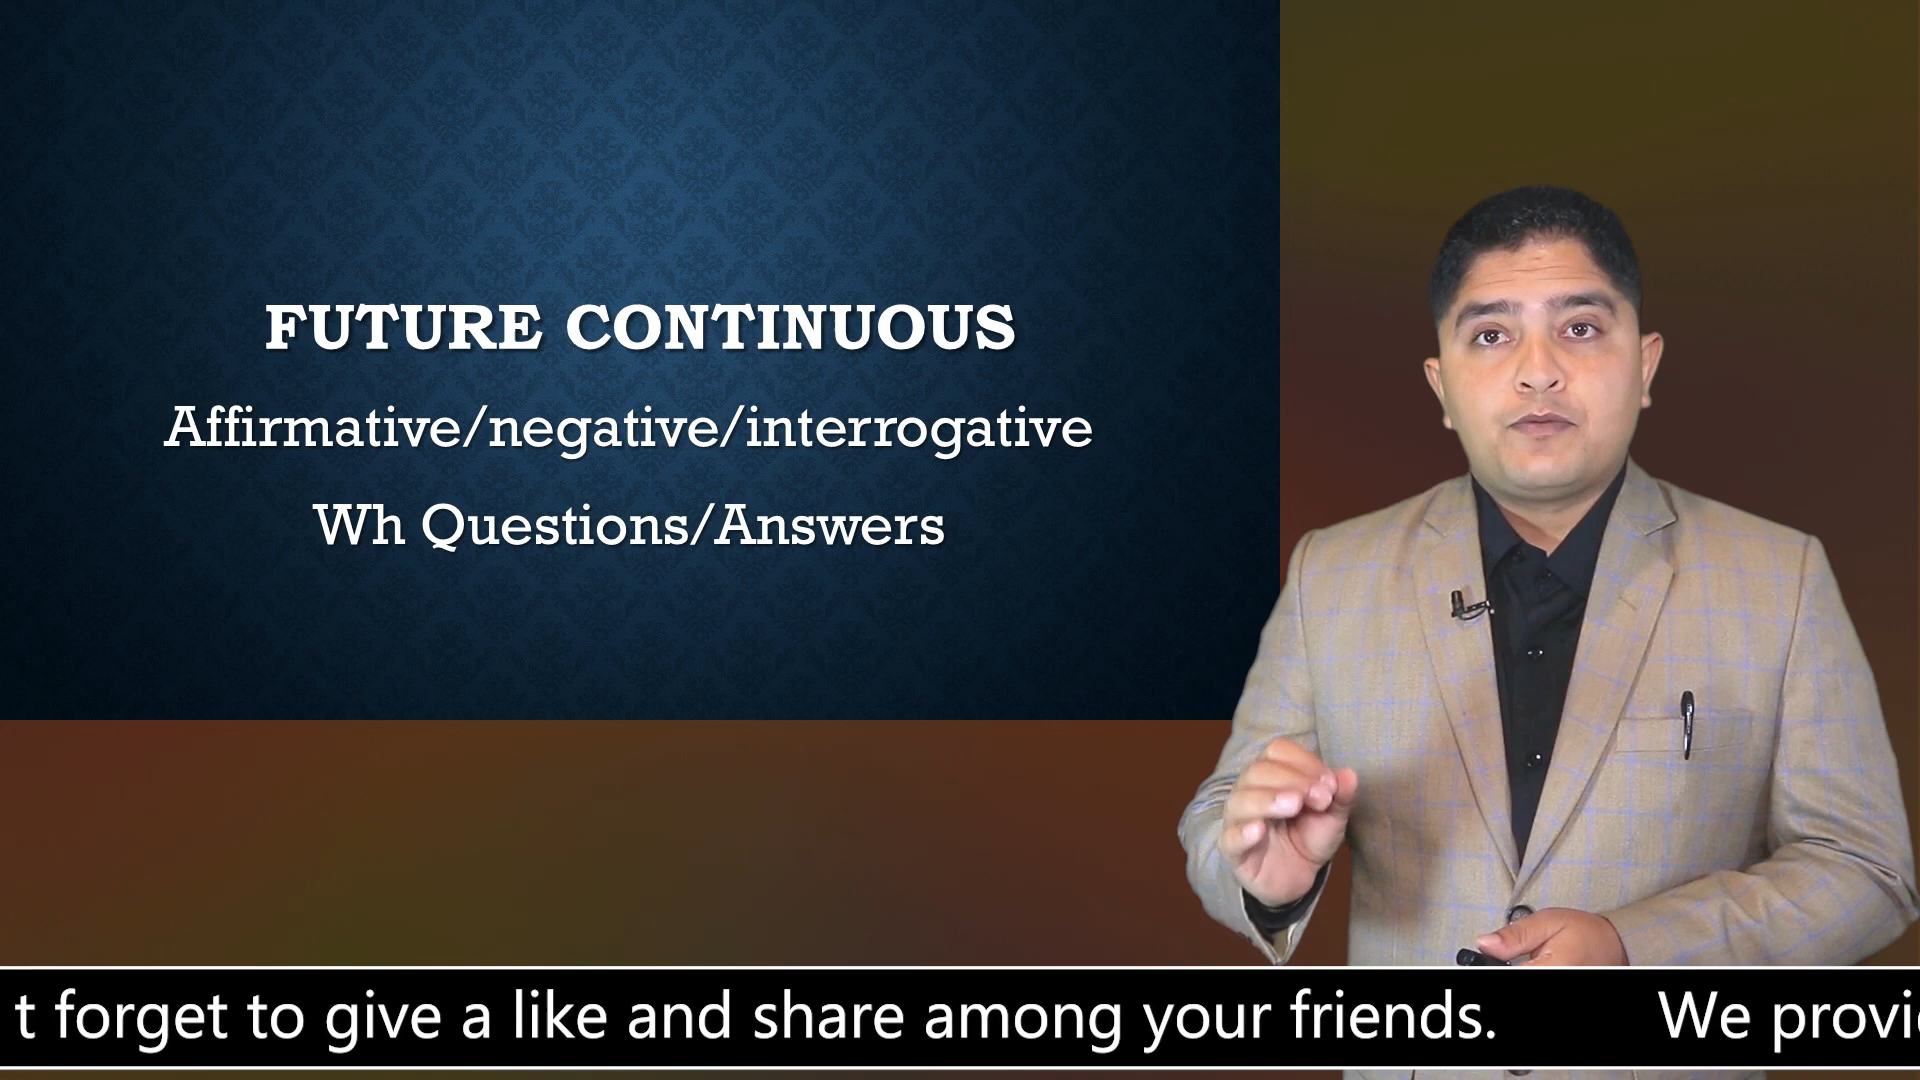 FUTURE CONTINUOUS
Affirmative/negative/interrogative
Wh Questions/Answers
t forget to give a like and share among your friends. We